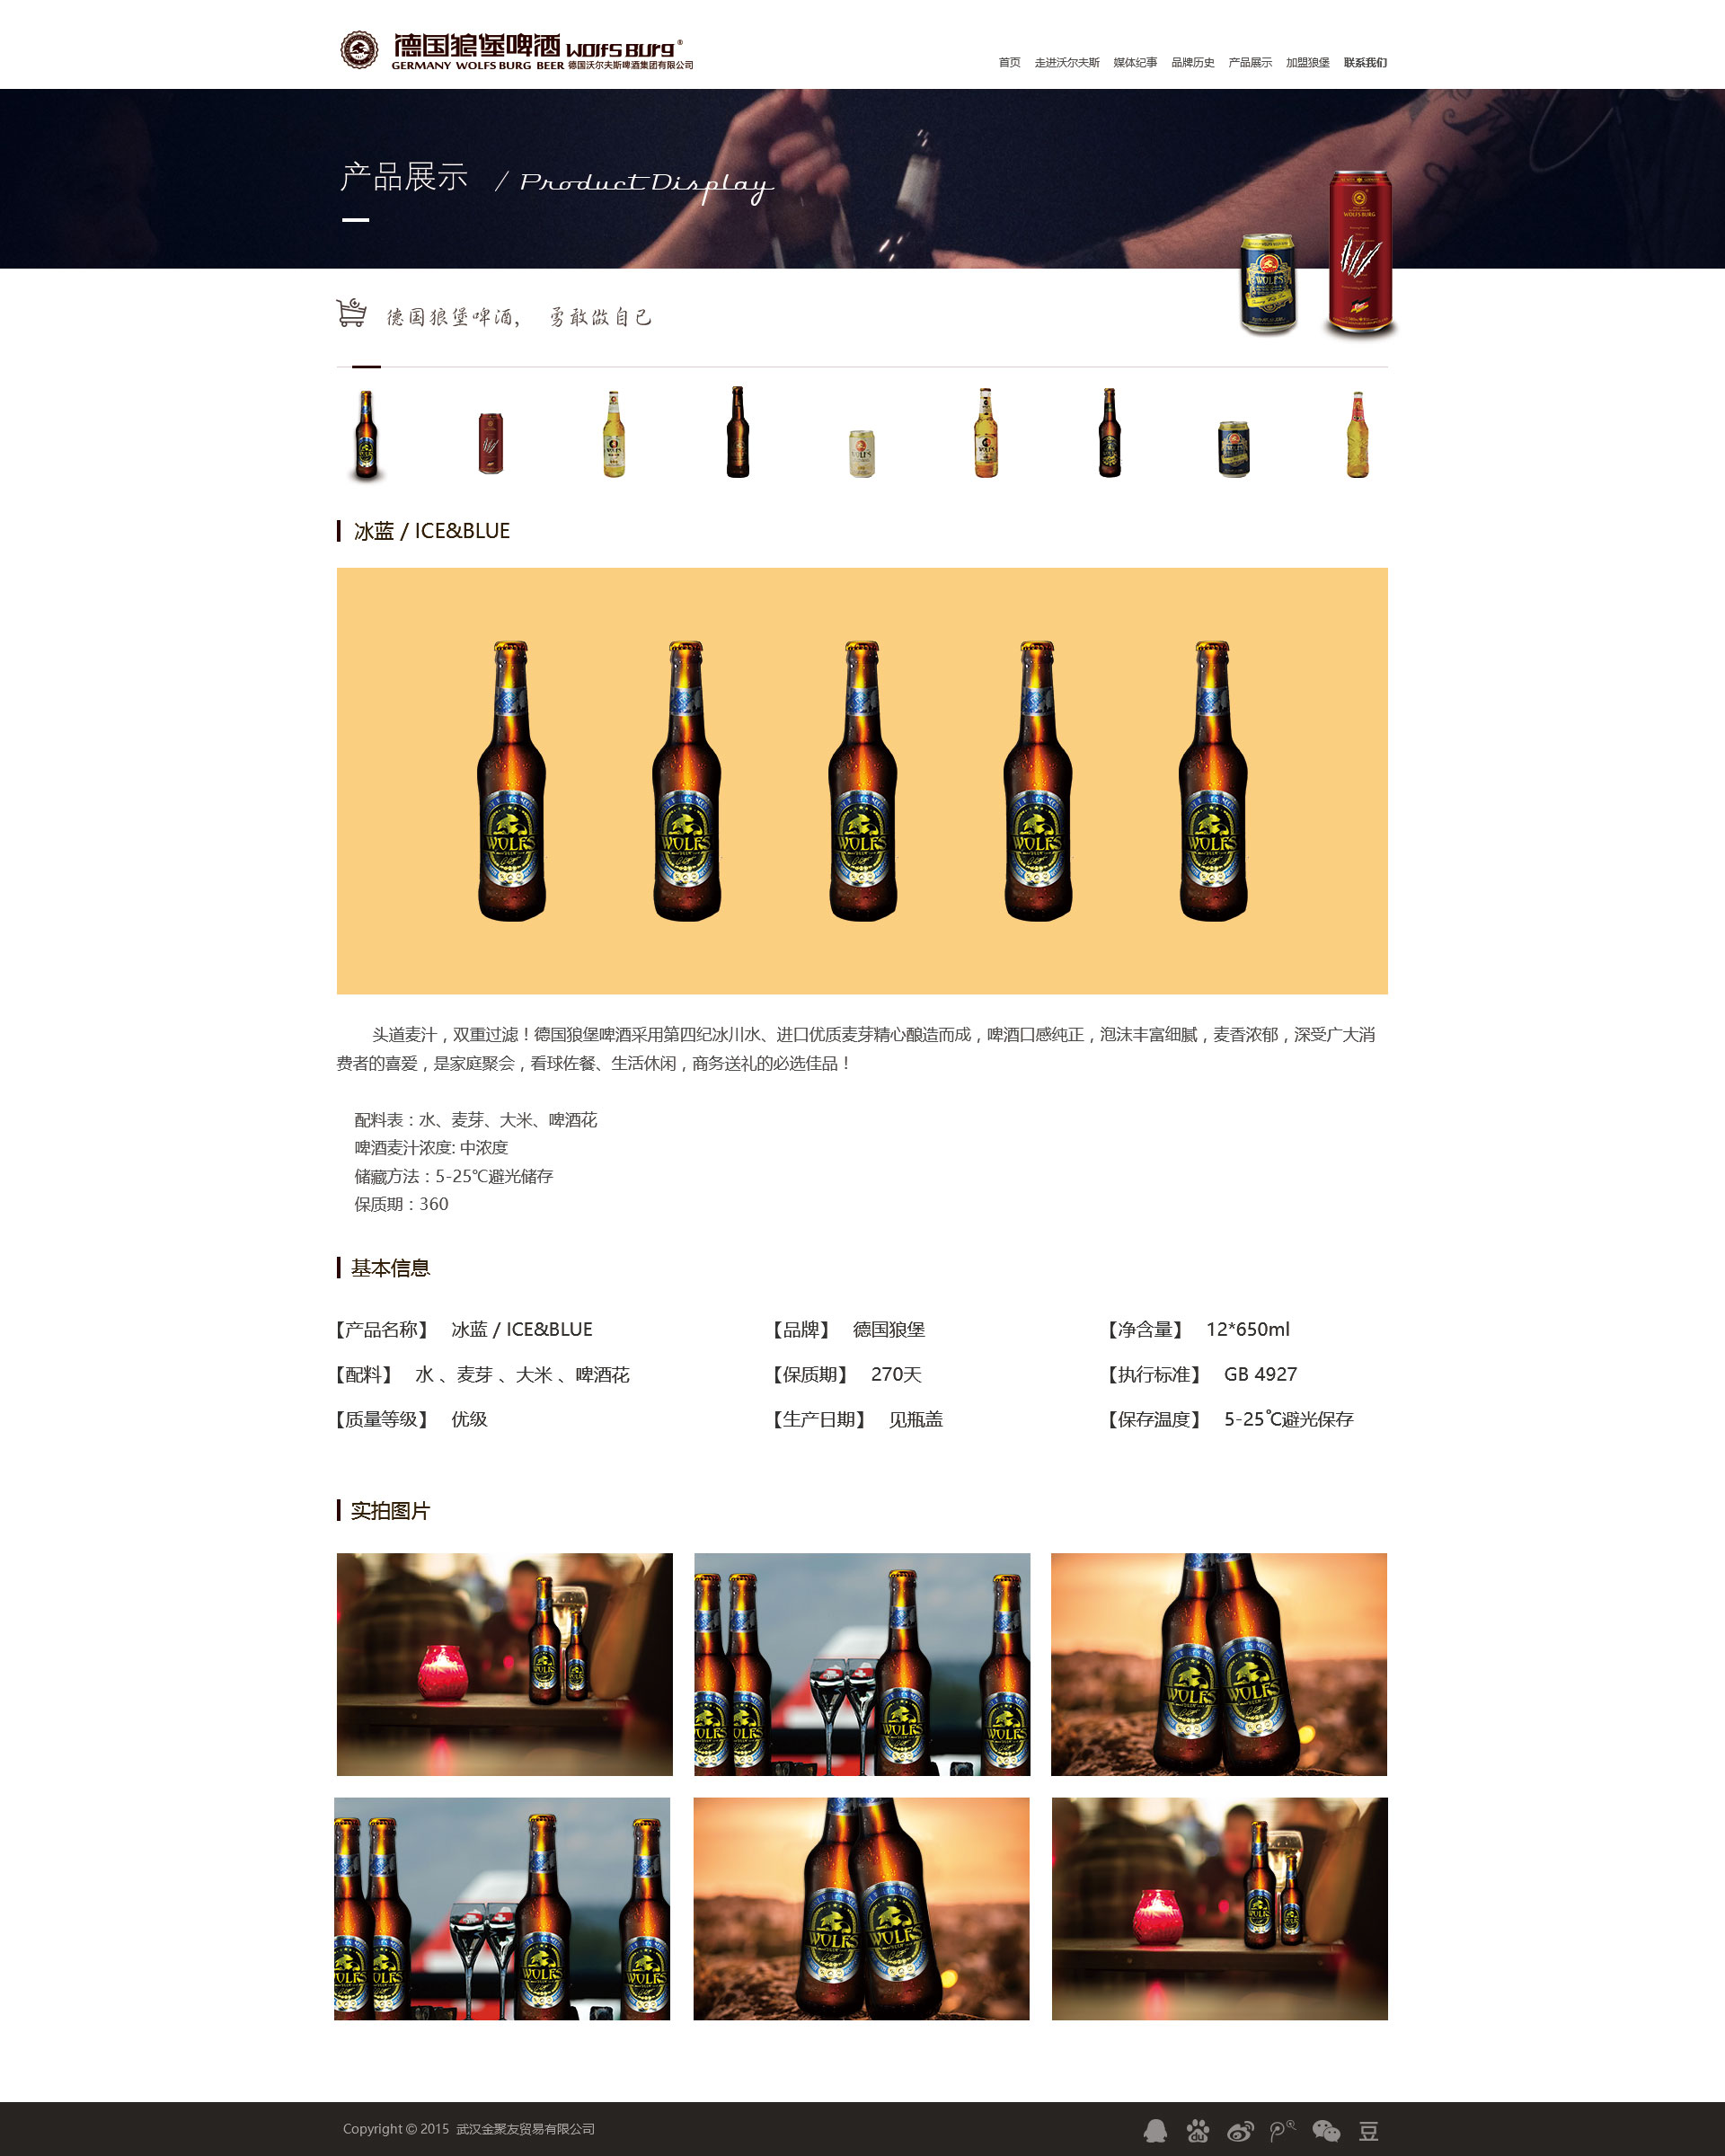 德国狼堡啤酒 WOLFS BURG®
GERMANY WOLFS BURG BEER 德国沃尔夫斯啤酒集团有限公司
首页 走进沃尔夫斯 媒体纪事 品牌历史 产品展示 加盟狼堡 联系我们
产品展示 / Product Display
WOLFS BURG
WOLFS
德国狼堡啤酒， 勇敢做自己
冰蓝 / ICE&BLUE
WOLFS
WOLFS
WOLFS
WOLFS
WOLFS
头道麦汁，双重过滤！德国狼堡啤酒采用第四纪冰川水、进口优质麦芽精心酿造而成，啤酒口感纯正，泡沫丰富细腻，麦香浓郁，深受广大消
费者的喜爱，是家庭聚会，看球佐餐、生活休闲，商务送礼的必选佳品！
配料表：水、麦芽、大米、啤酒花
啤酒麦汁浓度: 中浓度
储藏方法：5-25℃避光储存
保质期：360
基本信息
【产品名称】 冰蓝 / ICE&BLUE 【品牌】 德国狼堡 【净含量】 12*650ml
【配料】 水 、麦芽 、大米 、啤酒花 【保质期】 270天 【执行标准】 GB 4927
【质量等级】 优级 【生产日期】 见瓶盖 【保存温度】 5-25℃避光保存
实拍图片
Copyright © 2015 武汉金聚友贸易有限公司
du
豆